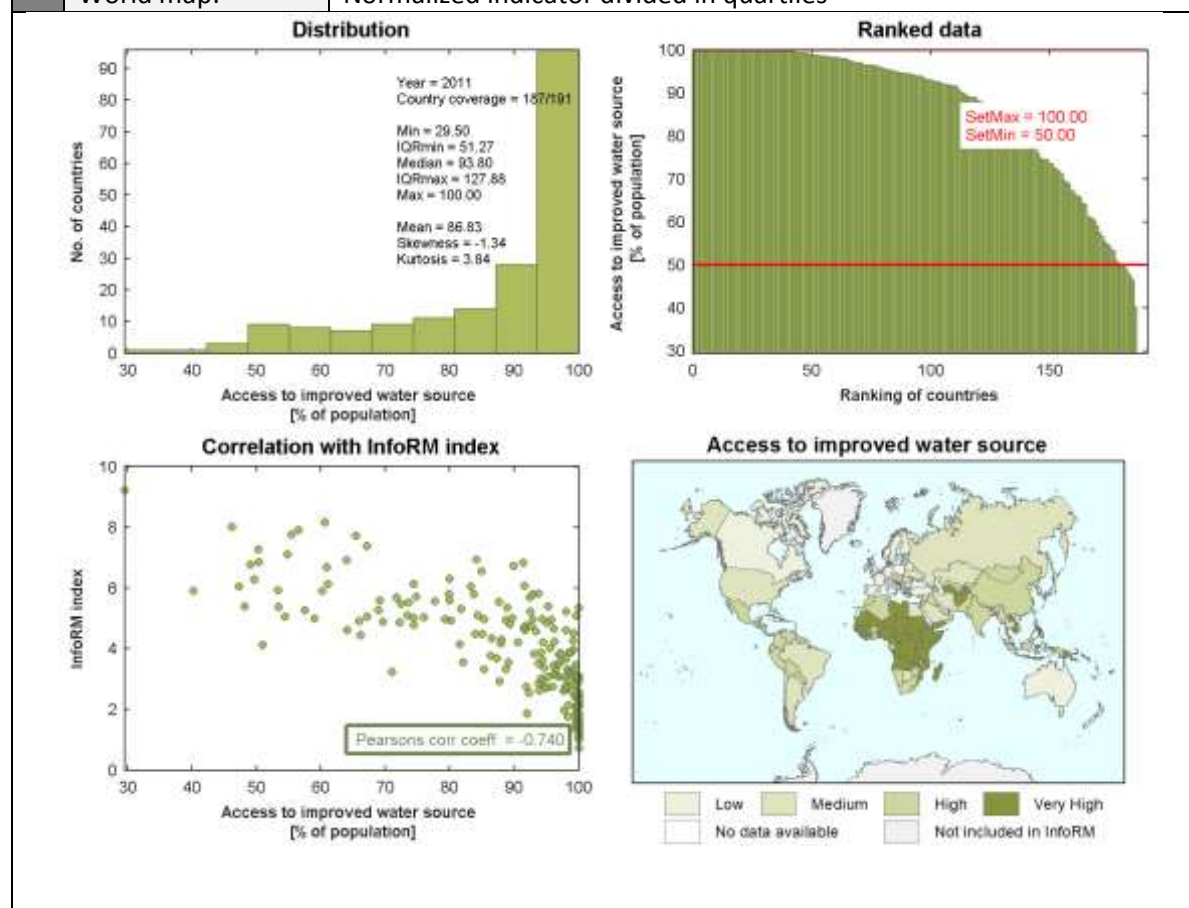 World map: Normalized indicator divided in quartiles
Distribution
90
80
70
60
50
40
30
20
10
0
No. of countries
Year = 2011
Country coverage = 187/191
Min = 29.50
IQRmin = 51.27
Median = 93.80
IQRmax = 127.88
Max = 100.00
Mean = 86.83
Skewness = -1.34
Kurtosis = 3.84
30 40 50 60 70 80 90 100
Access to improved water source
[% of population]
Ranked data
100
90
80
70
60
50
40
30
Access to improved water source
[% of population]
SetMax = 100.00
SetMin = 50.00
0 50 100 150
Ranking of countries
Correlation with InfoRM index
10
8
6
4
2
0
InfoRM index
Pearsons corr coeff = -0.740
30 40 50 60 70 80 90 100
Access to improved water source
[% of population]
Access to improved water source
Low Medium High Very High
No data available Not included in InfoRM